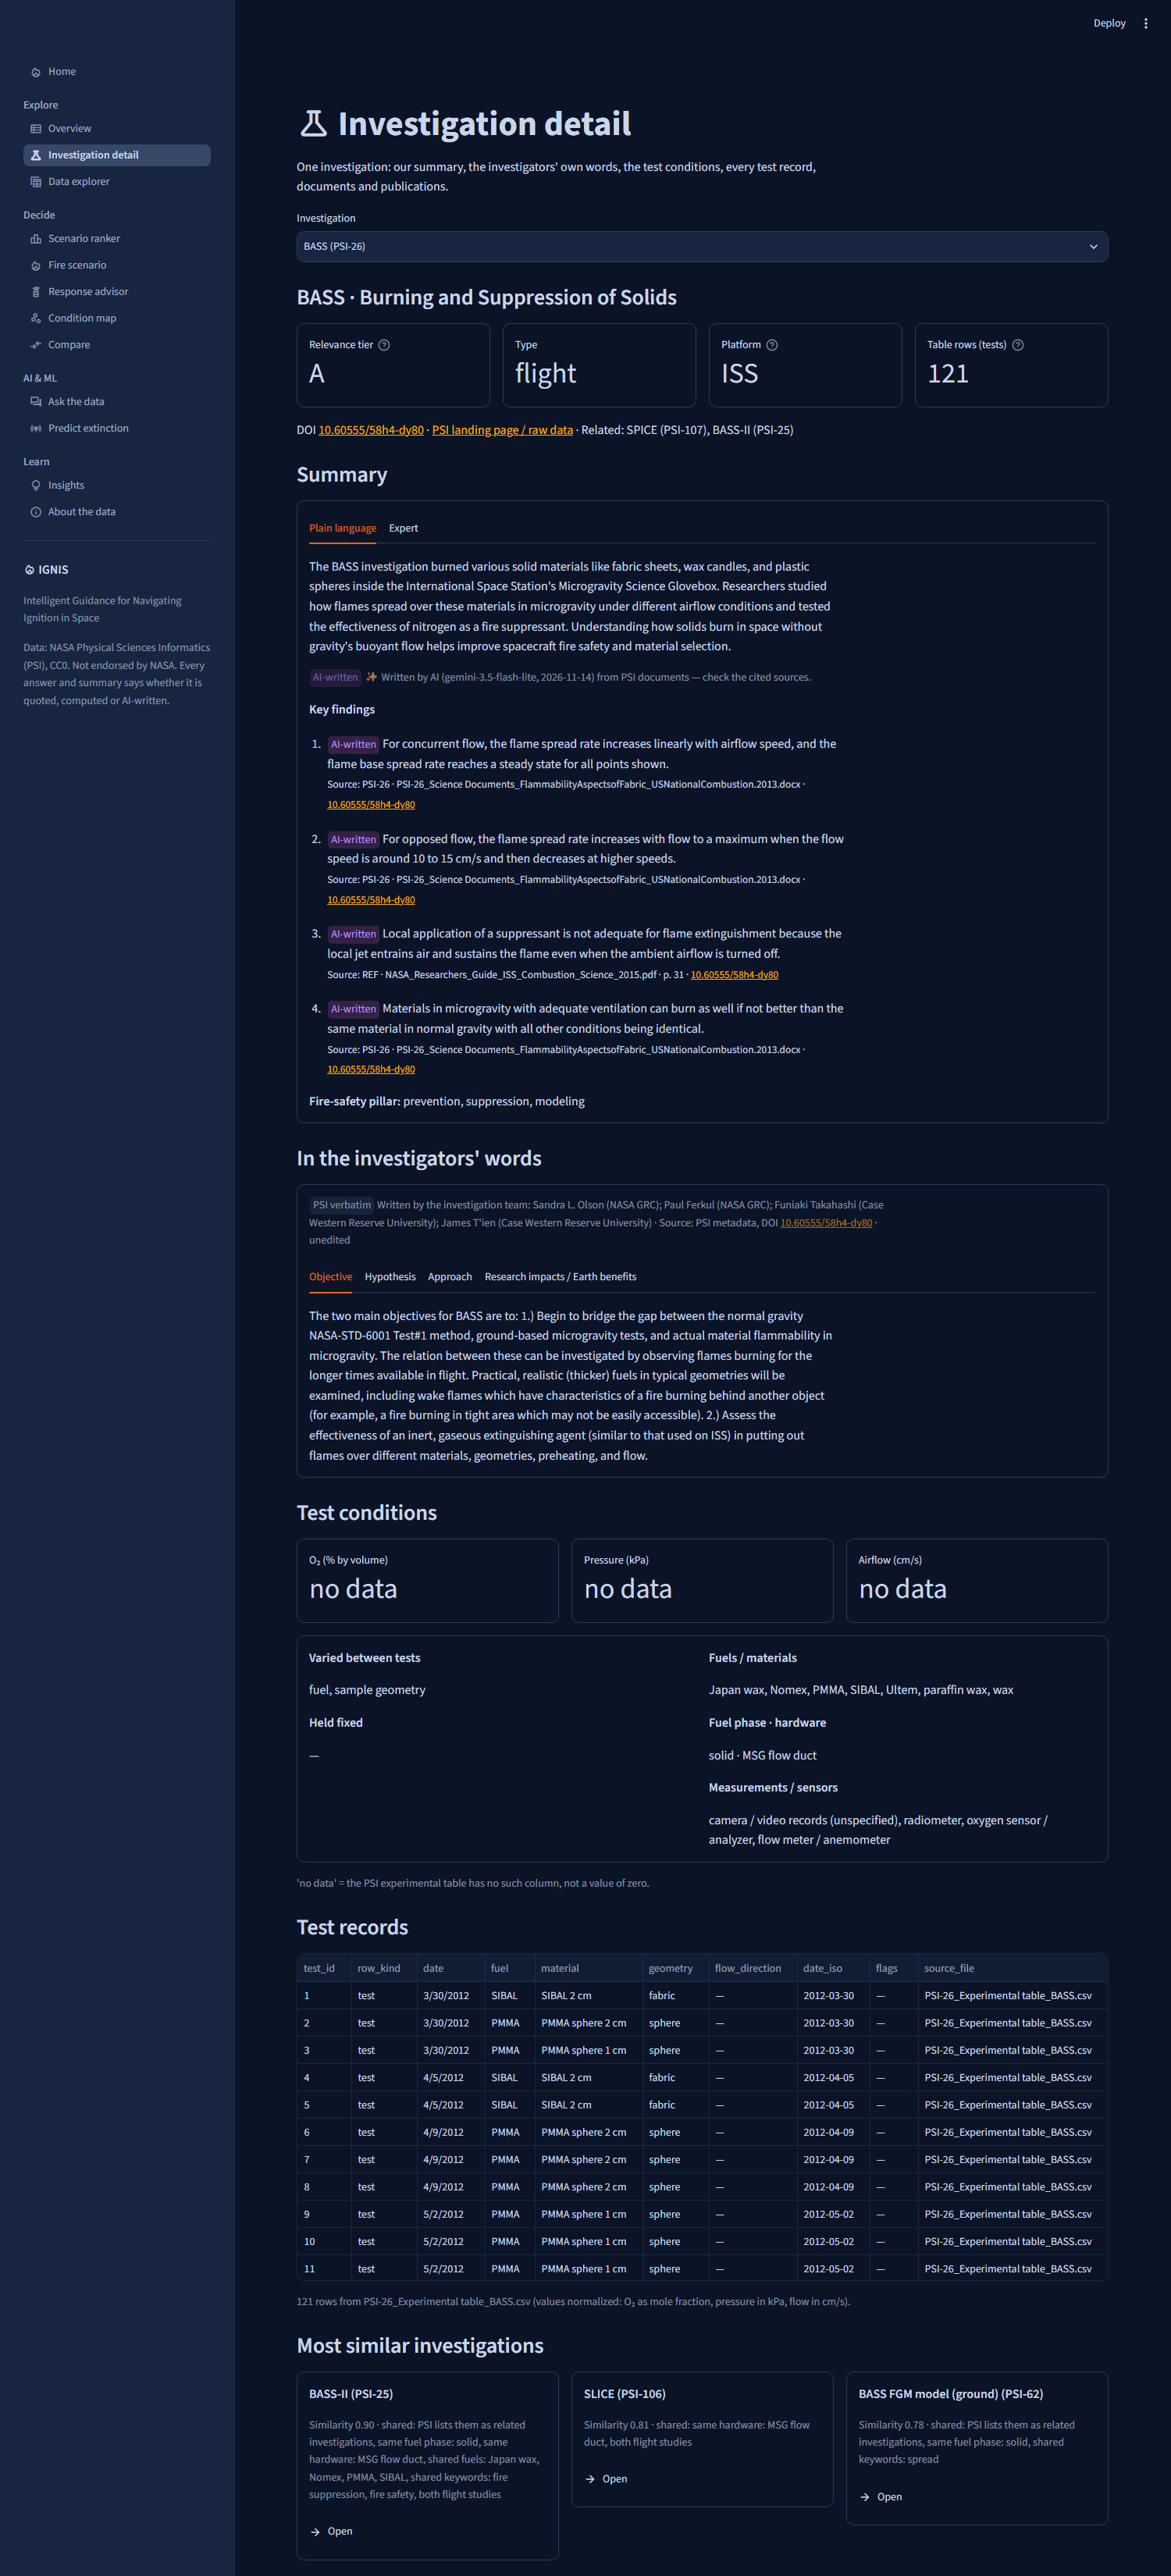 Deploy
Home
Explore
Overview
Investigation detail
Data explorer
Decide
Scenario ranker
Fire scenario
Response advisor
Condition map
Compare
AI & ML
Ask the data
Predict extinction
Learn
Insights
About the data
IGNIS
Intelligent Guidance for Navigating
Ignition in Space
Data: NASA Physical Sciences Informatics
(PSI), CC0. Not endorsed by NASA. Every
answer and summary says whether it is
quoted, computed or AI-written.
Investigation detail
One investigation: our summary, the investigators' own words, the test conditions, every test record,
documents and publications.
Investigation
BASS (PSI-26)
BASS · Burning and Suppression of Solids
Relevance tier
A
Type
flight
Platform
ISS
Table rows (tests)
121
DOI 10.60555/58h4-dy80 · PSI landing page / raw data · Related: SPICE (PSI-107), BASS-II (PSI-25)
Summary
Plain language Expert
The BASS investigation burned various solid materials like fabric sheets, wax candles, and plastic
spheres inside the International Space Station's Microgravity Science Glovebox. Researchers studied
how flames spread over these materials in microgravity under different airflow conditions and tested
the effectiveness of nitrogen as a fire suppressant. Understanding how solids burn in space without
gravity's buoyant flow helps improve spacecraft fire safety and material selection.
AI-written ✨ Written by AI (gemini-3.5-flash-lite, 2026-11-14) from PSI documents — check the cited sources.
Key findings
1. AI-written For concurrent flow, the flame spread rate increases linearly with airflow speed, and the
flame base spread rate reaches a steady state for all points shown.
Source: PSI-26 · PSI-26_Science Documents_FlammabilityAspectsofFabric_USNationalCombustion.2013.docx ·
10.60555/58h4-dy80
2. AI-written For opposed flow, the flame spread rate increases with flow to a maximum when the flow
speed is around 10 to 15 cm/s and then decreases at higher speeds.
Source: PSI-26 · PSI-26_Science Documents_FlammabilityAspectsofFabric_USNationalCombustion.2013.docx ·
10.60555/58h4-dy80
3. AI-written Local application of a suppressant is not adequate for flame extinguishment because the
local jet entrains air and sustains the flame even when the ambient airflow is turned off.
Source: REF · NASA_Researchers_Guide_ISS_Combustion_Science_2015.pdf · p. 31 · 10.60555/58h4-dy80
4. AI-written Materials in microgravity with adequate ventilation can burn as well if not better than the
same material in normal gravity with all other conditions being identical.
Source: PSI-26 · PSI-26_Science Documents_FlammabilityAspectsofFabric_USNationalCombustion.2013.docx ·
10.60555/58h4-dy80
Fire-safety pillar: prevention, suppression, modeling
In the investigators' words
PSI verbatim Written by the investigation team: Sandra L. Olson (NASA GRC); Paul Ferkul (NASA GRC); Funiaki Takahashi (Case
Western Reserve University); James T'ien (Case Western Reserve University) · Source: PSI metadata, DOI 10.60555/58h4-dy80 ·
unedited
Objective Hypothesis Approach Research impacts / Earth benefits
The two main objectives for BASS are to: 1.) Begin to bridge the gap between the normal gravity
NASA-STD-6001 Test#1 method, ground-based microgravity tests, and actual material flammability in
microgravity. The relation between these can be investigated by observing flames burning for the
longer times available in flight. Practical, realistic (thicker) fuels in typical geometries will be
examined, including wake flames which have characteristics of a fire burning behind another object
(for example, a fire burning in tight area which may not be easily accessible). 2.) Assess the
effectiveness of an inert, gaseous extinguishing agent (similar to that used on ISS) in putting out
flames over different materials, geometries, preheating, and flow.
Test conditions
O₂ (% by volume)
no data
Pressure (kPa)
no data
Airflow (cm/s)
no data
Varied between tests
fuel, sample geometry
Held fixed
—
Fuels / materials
Japan wax, Nomex, PMMA, SIBAL, Ultem, paraffin wax, wax
Fuel phase · hardware
solid · MSG flow duct
Measurements / sensors
camera / video records (unspecified), radiometer, oxygen sensor /
analyzer, flow meter / anemometer
'no data' = the PSI experimental table has no such column, not a value of zero.
Test records
test_id row_kind date fuel material geometry flow_direction date_iso flags source_file
1 test 3/30/2012 SIBAL SIBAL 2 cm fabric — 2012-03-30 — PSI-26_Experimental table_BASS.csv
2 test 3/30/2012 PMMA PMMA sphere 2 cm sphere — 2012-03-30 — PSI-26_Experimental table_BASS.csv
3 test 3/30/2012 PMMA PMMA sphere 1 cm sphere — 2012-03-30 — PSI-26_Experimental table_BASS.csv
4 test 4/5/2012 SIBAL SIBAL 2 cm fabric — 2012-04-05 — PSI-26_Experimental table_BASS.csv
5 test 4/5/2012 SIBAL SIBAL 2 cm fabric — 2012-04-05 — PSI-26_Experimental table_BASS.csv
6 test 4/9/2012 PMMA PMMA sphere 2 cm sphere — 2012-04-09 — PSI-26_Experimental table_BASS.csv
7 test 4/9/2012 PMMA PMMA sphere 2 cm sphere — 2012-04-09 — PSI-26_Experimental table_BASS.csv
8 test 4/9/2012 PMMA PMMA sphere 2 cm sphere — 2012-04-09 — PSI-26_Experimental table_BASS.csv
9 test 5/2/2012 PMMA PMMA sphere 1 cm sphere — 2012-05-02 — PSI-26_Experimental table_BASS.csv
10 test 5/2/2012 PMMA PMMA sphere 1 cm sphere — 2012-05-02 — PSI-26_Experimental table_BASS.csv
11 test 5/2/2012 PMMA PMMA sphere 1 cm sphere — 2012-05-02 — PSI-26_Experimental table_BASS.csv
121 rows from PSI-26_Experimental table_BASS.csv (values normalized: O₂ as mole fraction, pressure in kPa, flow in cm/s).
Most similar investigations
BASS-II (PSI-25)
Similarity 0.90 · shared: PSI lists them as related
investigations, same fuel phase: solid, same
hardware: MSG flow duct, shared fuels: Japan wax,
Nomex, PMMA, SIBAL, shared keywords: fire
suppression, fire safety, both flight studies
Open
SLICE (PSI-106)
Similarity 0.81 · shared: same hardware: MSG flow
duct, both flight studies
Open
BASS FGM model (ground) (PSI-62)
Similarity 0.78 · shared: PSI lists them as related
investigations, same fuel phase: solid, shared
keywords: spread
Open